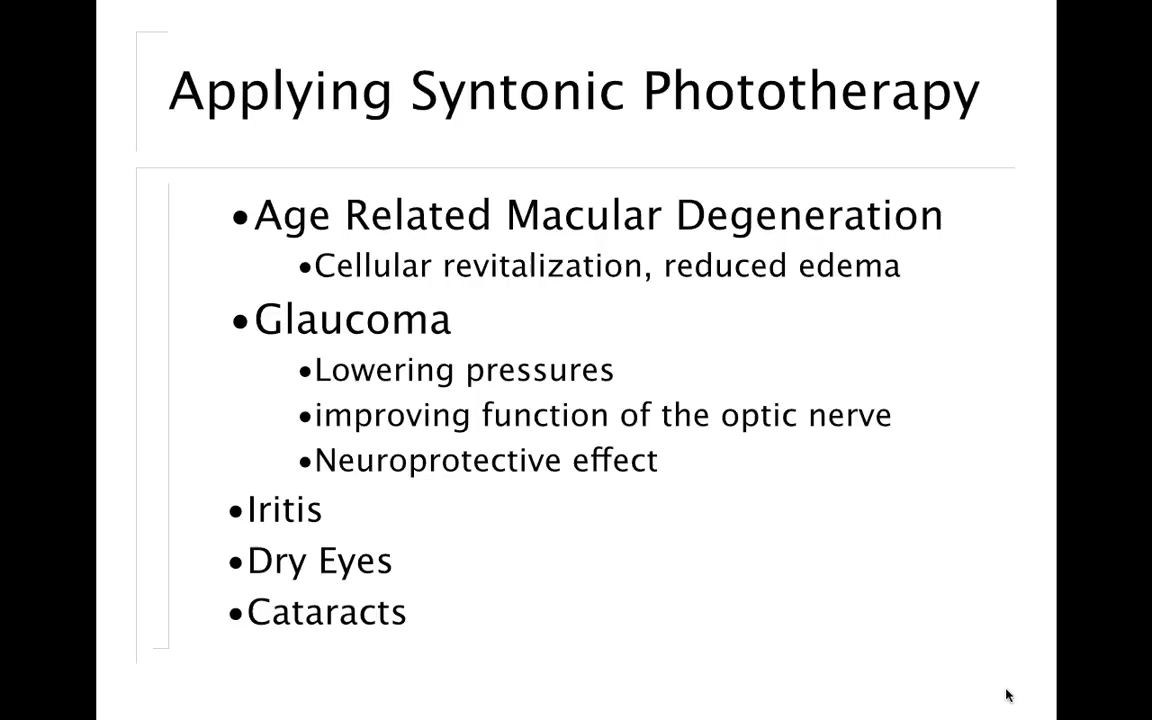 Applying Syntonic Phototherapy
•Age Related Macular Degeneration
•Cellular revitalization, reduced edema
•Glaucoma
•Lowering pressures
•improving function of the optic nerve
•Neuroprotective effect
•Iritis
•Dry Eyes
•Cataracts